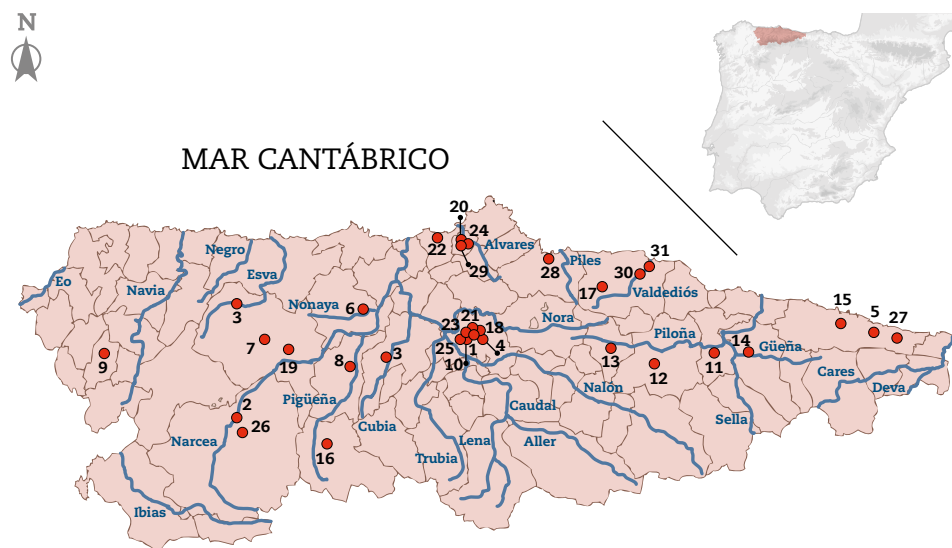 N
MAR CANTÁBRICO
20
24
22
Alvares
Negro
Piles
31
Esva
29
28
30
Eo
Navia
17
Valdediós
Nonaya
15
3
6
21
Nora
5
27
23
18
Piloña
14
Güeña
7
25
1
4
13
9
19
8
3
10
12
11
Cares
Nalón
Deva
Pigüeña
2
Caudal
Cubia
Sella
26
Narcea
Lena
Aller
16
Trubia
Ibias